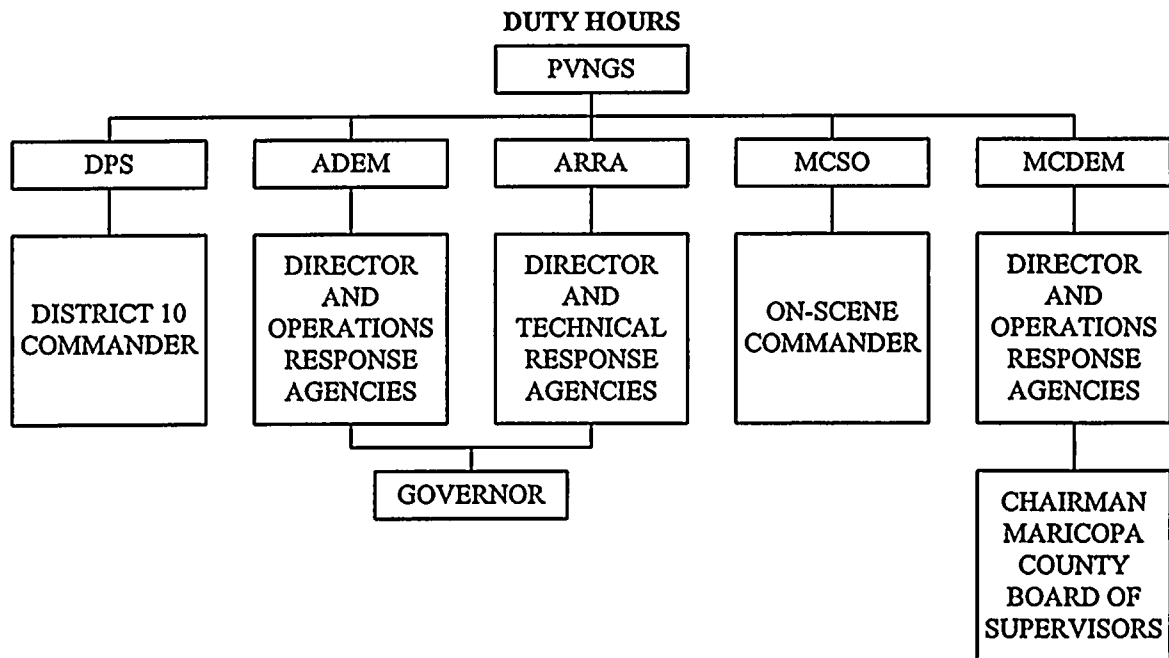 DUTY HOURS
PVNGS
DPS
ADEM
ARRA
MCSO
MCDEM
DISTRICT 10
COMMANDER
DIRECTOR
AND
OPERATIONS
RESPONSE
AGENCIES
DIRECTOR
AND
TECHNICAL
RESPONSE
AGENCIES
ON-SCENE
COMMANDER
DIRECTOR
AND
OPERATIONS
RESPONSE
AGENCIES
GOVERNOR
CHAIRMAN
MARICOPA
COUNTY
BOARD OF
SUPERVISORS